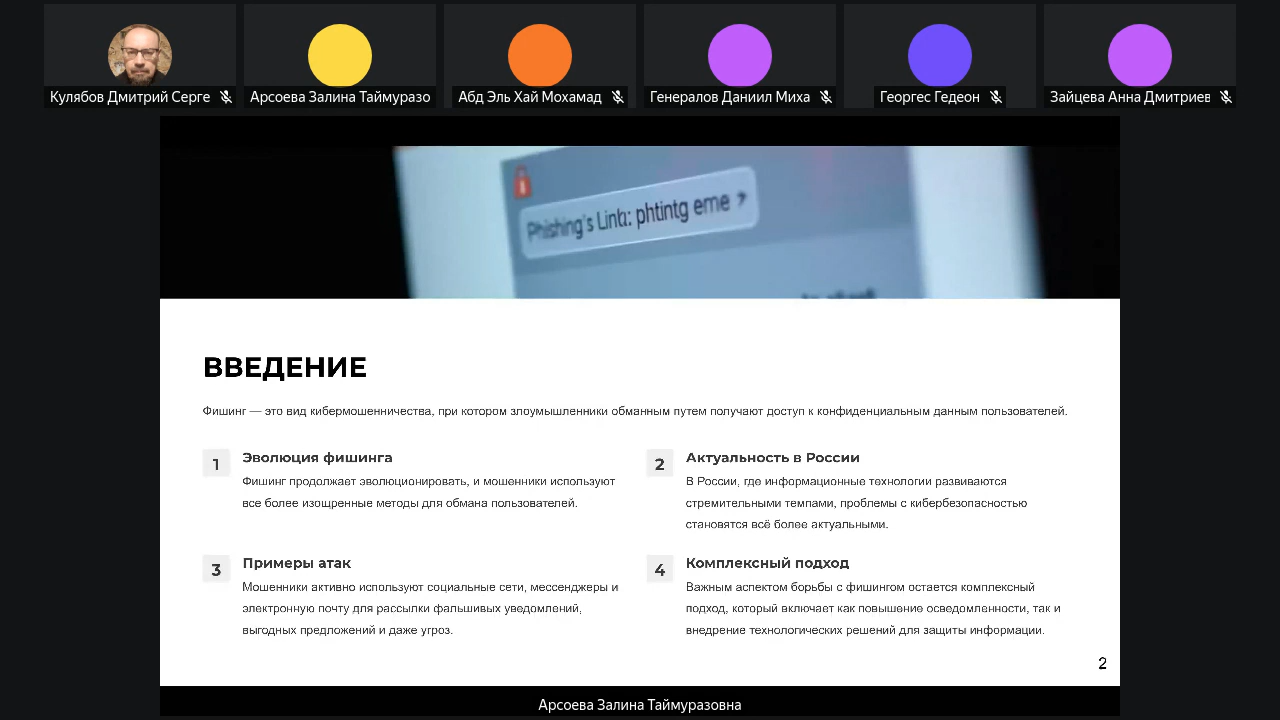 Кулябов Дмитрий Серге
Арсоева Залина Таймуразо
Абд Эль Хай Мохамад
Генералов Даниил Миха
Георгес Гедеон
Зайцева Анна Дмитриев
Phishing's Link: phtintg eme
ВВЕДЕНИЕ
Фишинг — это вид кибермошенничества, при котором злоумышленники обманным путем получают доступ к конфиденциальным данным пользователей.
1
Эволюция фишинга
Фишинг продолжает эволюционировать, и мошенники используют
все более изощренные методы для обмана пользователей.
2
Актуальность в России
В России, где информационные технологии развиваются
стремительными темпами, проблемы с кибербезопасностью
становятся всё более актуальными.
3
Примеры атак
Мошенники активно используют социальные сети, мессенджеры и
электронную почту для рассылки фальшивых уведомлений,
выгодных предложений и даже угроз.
4
Комплексный подход
Важным аспектом борьбы с фишингом остается комплексный
подход, который включает как повышение осведомленности, так и
внедрение технологических решений для защиты информации.
2
Арсоева Залина Таймуразовна